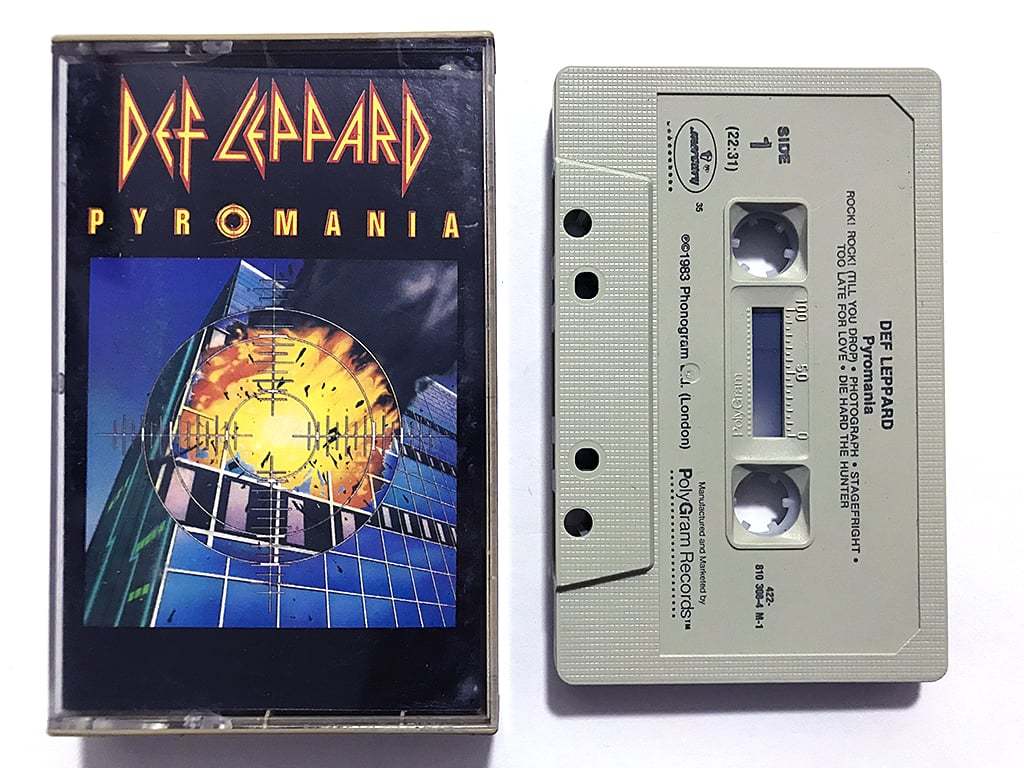 DEF LEPPARD
PYROMANIA
DEF LEPPARD
Pyromania
ROCK! ROCK! (TILL YOU DROP) • PHOTOGRAPH • STAGEFRIGHT •
TOO LATE FOR LOVE • DIE HARD THE HUNTER
SIDE
1
(22:31)
mercury
35
100 50 0
℗©1983 Phonogram (London)
Manufactured and Marketed by
PolyGram Records™
422-
810 308-4 M-1